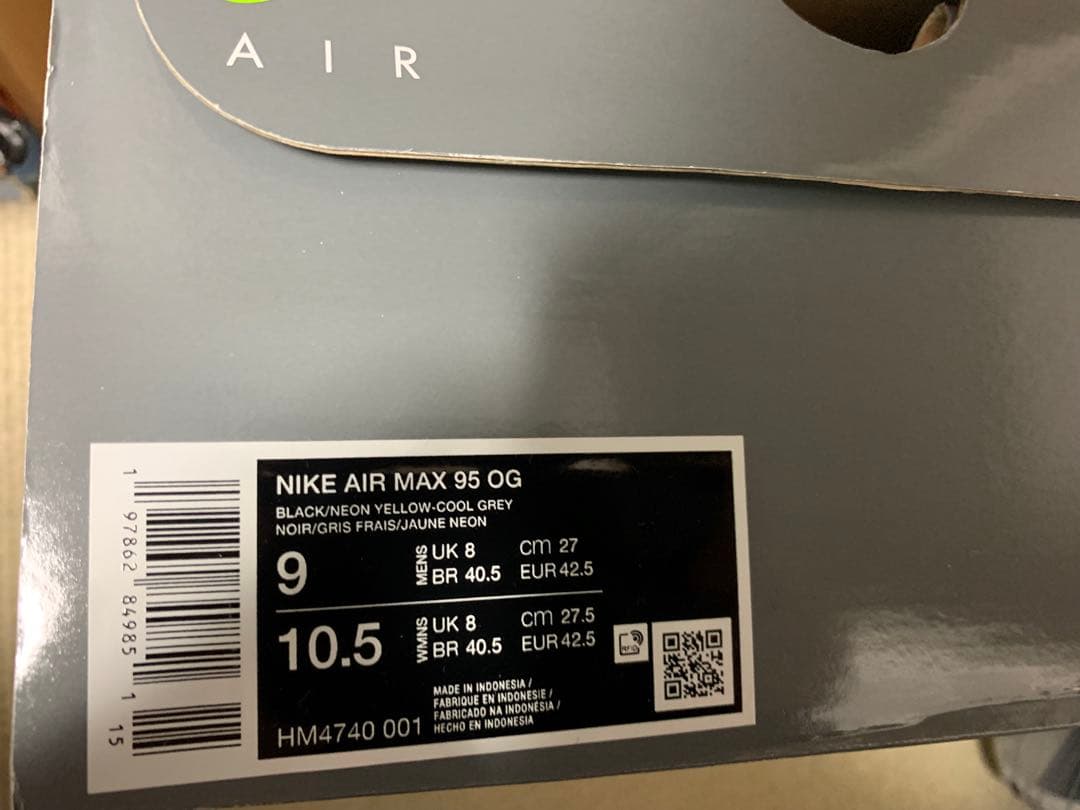 AIR
NIKE AIR MAX 95 OG
BLACK/NEON YELLOW-COOL GREY
NOIR/GRIS FRAIS/JAUNE NEON
9
MENS
UK 8 cm 27
BR 40.5 EUR 42.5
10.5
WMNS
UK 8 cm 27.5
BR 40.5 EUR 42.5
RFID
MADE IN INDONESIA /
FABRIQUE EN INDONESIE /
FABRICADO NA INDONÉSIA /
HECHO EN INDONESIA
HM4740 001
1 97862 84985 1 15